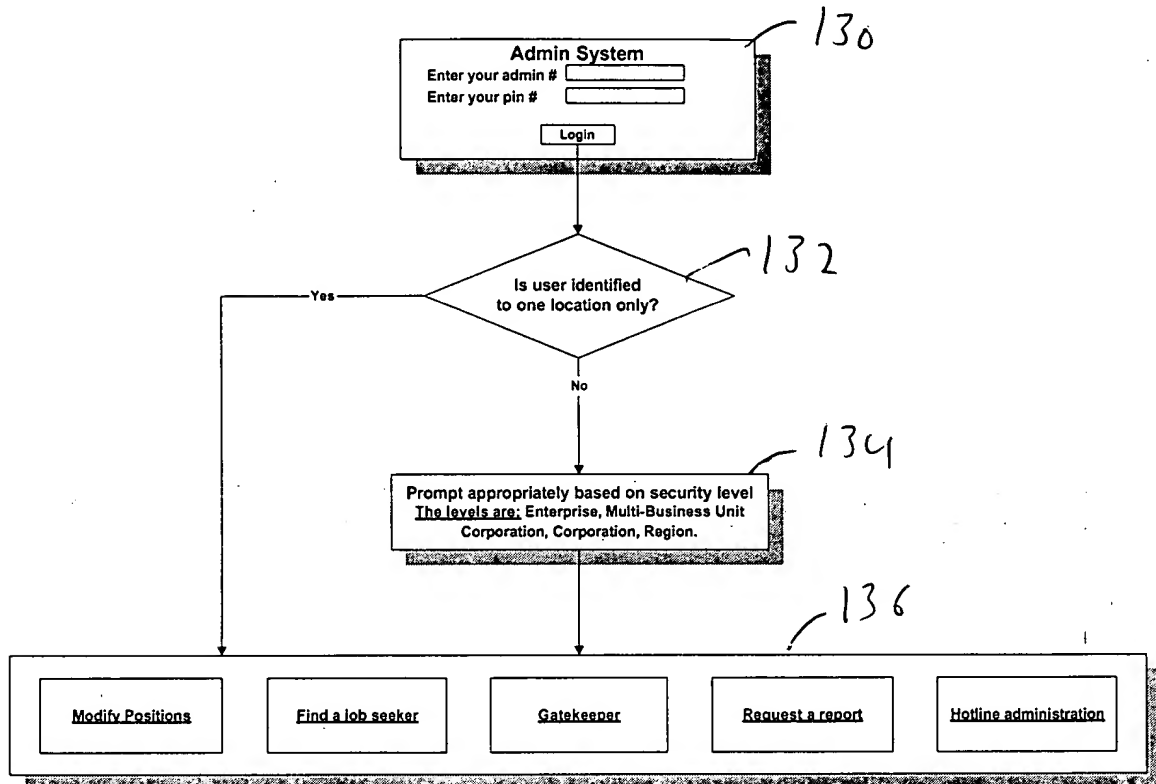 130
Admin System
Enter your admin #
Enter your pin #
Login
132
Is user identified
to one location only?
Yes
No
134
Prompt appropriately based on security level
The levels are: Enterprise, Multi-Business Unit
Corporation, Corporation, Region.
136
Modify Positions
Find a job seeker
Gatekeeper
Request a report
Hotline administration